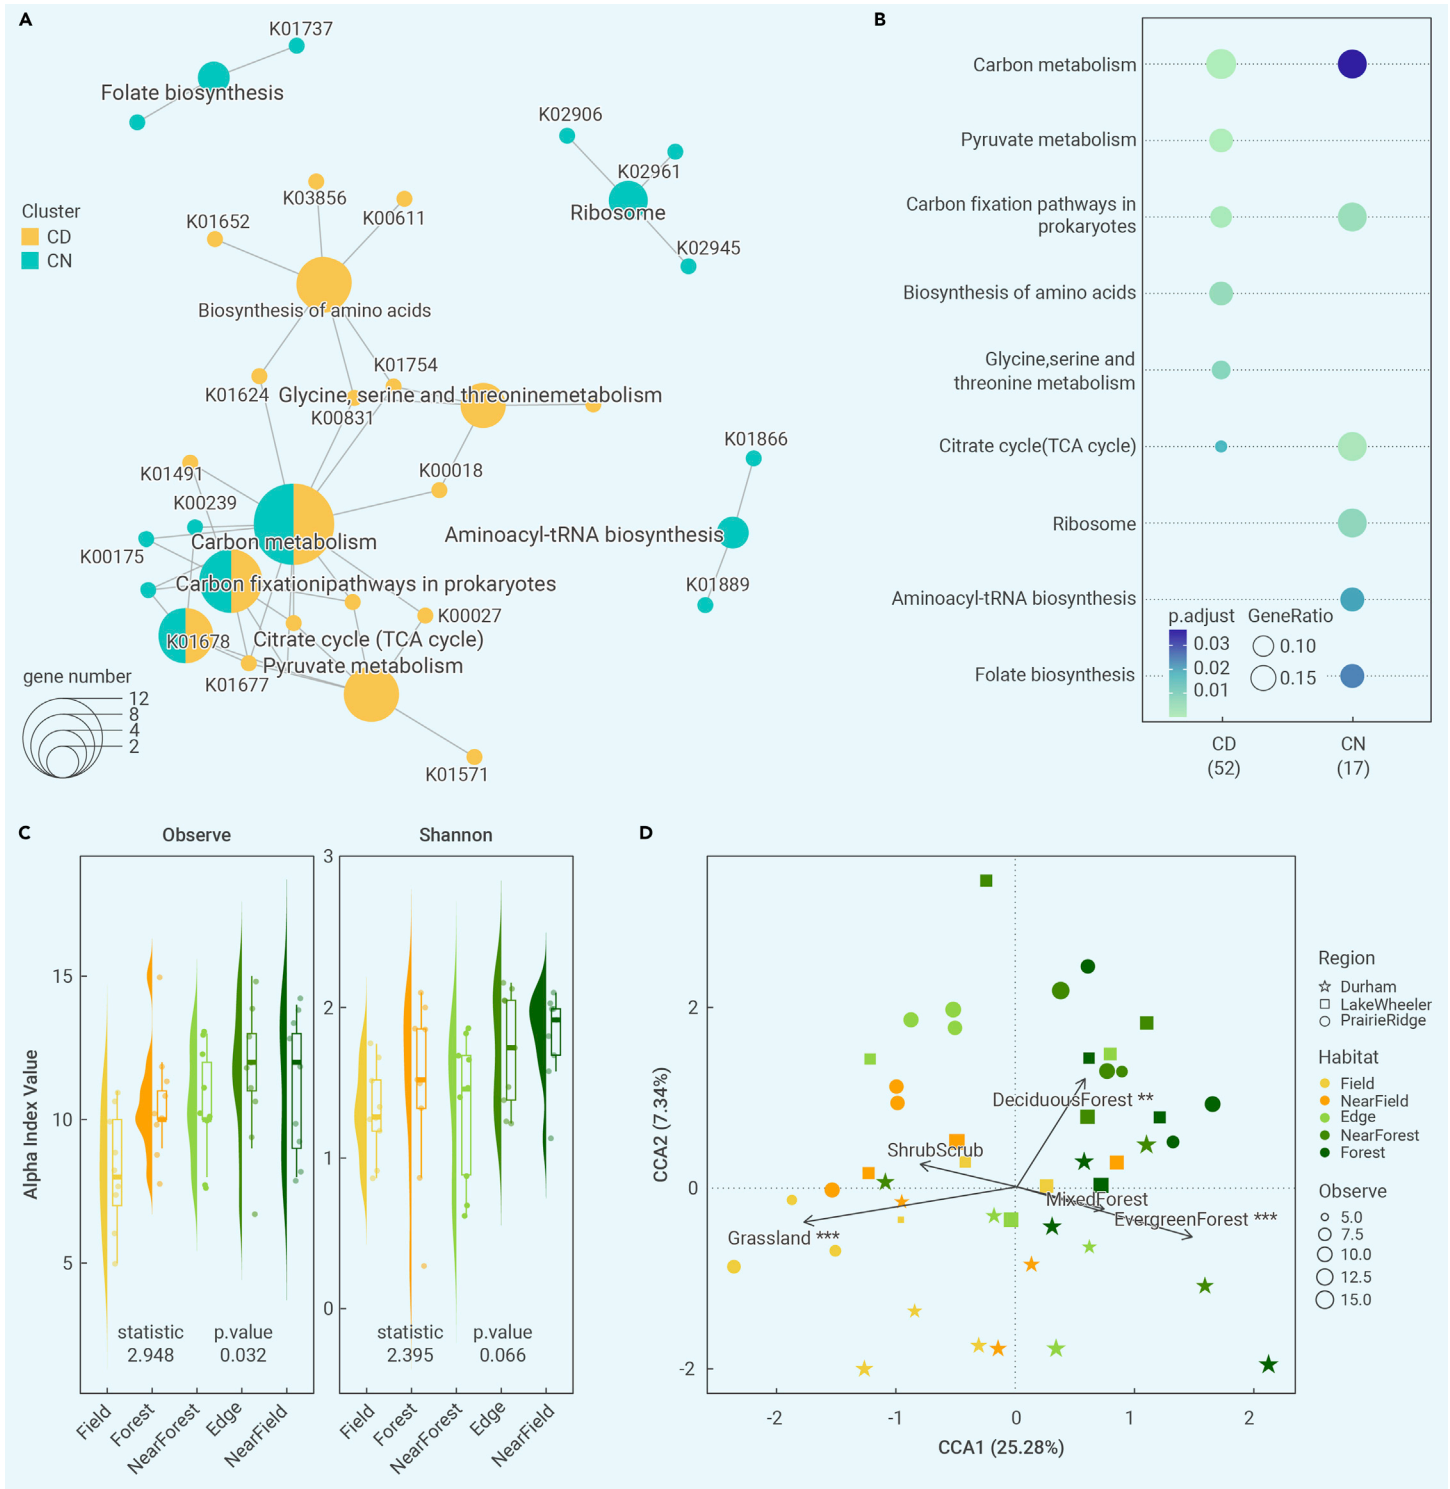 A
K01737
Folate biosynthesis
K02906
K02961
Ribosome
K02945
K03856
K00611
K01652
Cluster
CD
CN
Biosynthesis of amino acids
K01754
K01624
Glycine,serine and threoninemetabolism
K00831
K01491
K00018
K00239
K01866
Carbon metabolism
Aminoacyl-tRNA biosynthesis
K00175
Carbon fixationpathways in prokaryotes
K01889
K00027
K01678
Citrate cycle (TCA cycle)
Pyruvate metabolism
K01677
gene number
12
8
4
2
K01571
B
Carbon metabolism
Pyruvate metabolism
Carbon fixation pathways in
prokaryotes
Biosynthesis of amino acids
Glycine,serine and
threonine metabolism
Citrate cycle(TCA cycle)
Ribosome
Aminoacyl-tRNA biosynthesis
Folate biosynthesis
p.adjust
0.03
0.02
0.01
GeneRatio
0.10
0.15
CD
(52)
CN
(17)
C
Observe
Shannon
Alpha Index Value
15
10
5
3
2
1
0
statistic
2.948
p.value
0.032
statistic
2.395
p.value
0.066
Field
Forest
NearForest
Edge
NearField
Field
Forest
NearForest
Edge
NearField
D
CCA2 (7.34%)
2
0
-2
DeciduousForest **
ShrubScrub
MixedForest
EvergreenForest ***
Grassland ***
-2
-1
0
1
2
CCA1 (25.28%)
Region
Durham
LakeWheeler
PrairieRidge
Habitat
Field
NearField
Edge
NearForest
Forest
Observe
5.0
7.5
10.0
12.5
15.0